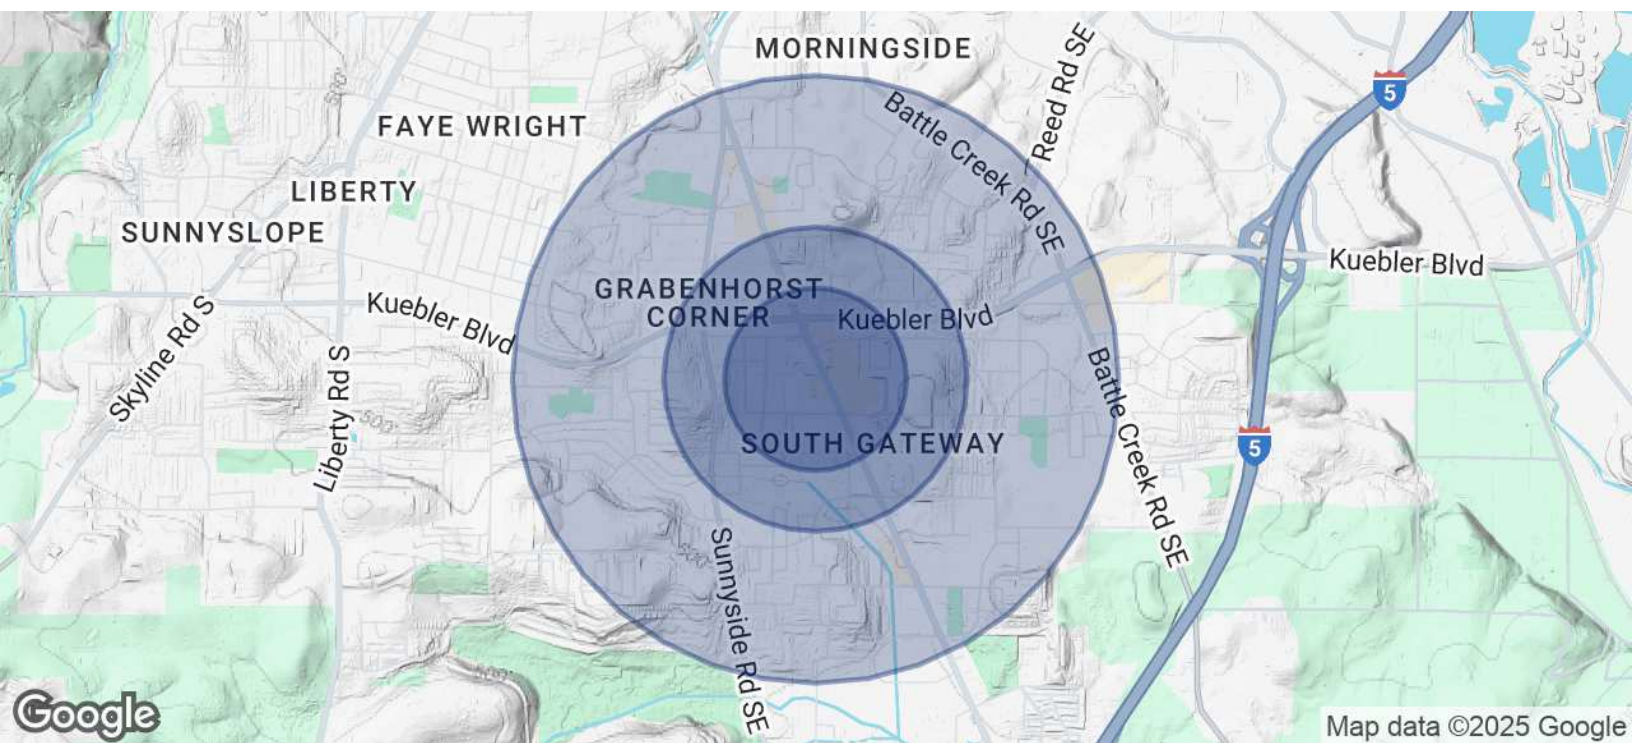 MORNINGSIDE
Reed Rd SE
5
Battle Creek Rd SE
FAYE WRIGHT
LIBERTY
SUNNYSLOPE
Kuebler Blvd
GRABENHORST
CORNER
Kuebler Blvd
Kuebler Blvd
Skyline Rd S
Liberty Rd S
Battle Creek Rd SE
SOUTH GATEWAY
5
Sunnyside Rd SE
Google
Map data ©2025 Google